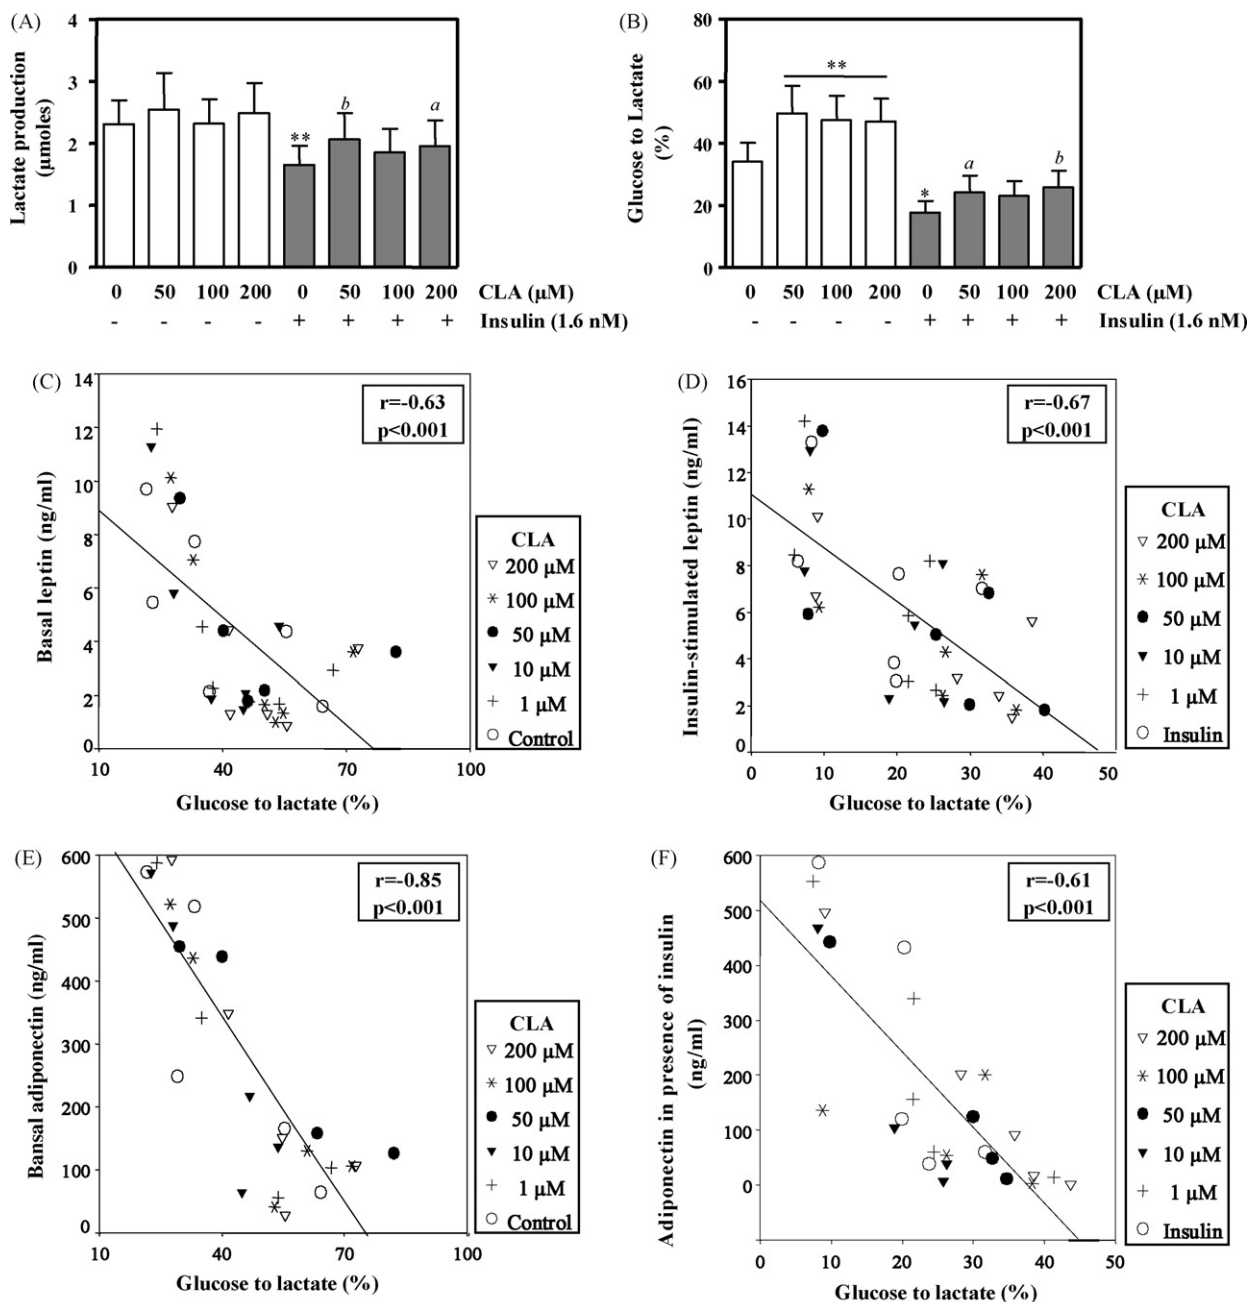 (A)
Lactate production
(μmoles)
4
3
2
1
0
**
b
a
0 50 100 200 0 50 100 200 CLA (μM)
- - - - + + + + Insulin (1.6 nM)
(B)
Glucose to Lactate
(%)
80
60
40
20
0
**
*
a
b
0 50 100 200 0 50 100 200 CLA (μM)
- - - - + + + + Insulin (1.6 nM)
(C)
Basal leptin (ng/ml)
14
12
10
8
6
4
2
0
10 40 70 100
Glucose to lactate (%)
r=-0.63
p<0.001
CLA
200 μM
100 μM
50 μM
10 μM
1 μM
Control
(D)
Insulin-stimulated leptin (ng/ml)
16
14
12
10
8
6
4
2
0
0 10 20 30 40 50
Glucose to lactate (%)
r=-0.67
p<0.001
CLA
200 μM
100 μM
50 μM
10 μM
1 μM
Insulin
(E)
Bansal adiponectin (ng/ml)
600
500
400
300
200
100
0
10 40 70 100
Glucose to lactate (%)
r=-0.85
p<0.001
CLA
200 μM
100 μM
50 μM
10 μM
1 μM
Control
(F)
Adiponectin in presence of insulin
(ng/ml)
600
500
400
300
200
100
0
0 10 20 30 40 50
Glucose to lactate (%)
r=-0.61
p<0.001
CLA
200 μM
100 μM
50 μM
10 μM
1 μM
Insulin